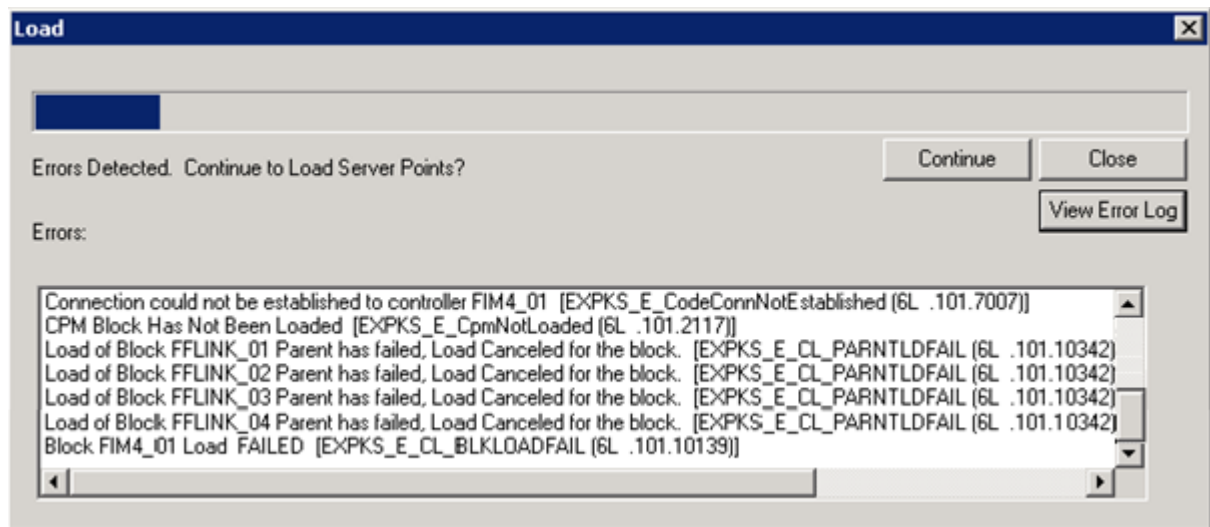 Load
Errors Detected. Continue to Load Server Points?
Continue
Close
View Error Log
Errors:
Connection could not be established to controller FIM4_01 [EXPKS_E_CodeConnNotEstablished (6L .101.7007)]
CPM Block Has Not Been Loaded [EXPKS_E_CpmNotLoaded (6L .101.2117)]
Load of Block FFLINK_01 Parent has failed, Load Canceled for the block. [EXPKS_E_CL_PARNTLDFAIL (6L .101.10342)
Load of Block FFLINK_02 Parent has failed, Load Canceled for the block. [EXPKS_E_CL_PARNTLDFAIL (6L .101.10342)
Load of Block FFLINK_03 Parent has failed, Load Canceled for the block. [EXPKS_E_CL_PARNTLDFAIL (6L .101.10342)
Load of Block FFLINK_04 Parent has failed, Load Canceled for the block. [EXPKS_E_CL_PARNTLDFAIL (6L .101.10342)
Block FIM4_I01 Load FAILED [EXPKS_E_CL_BLKLOADFAIL (6L .101.10139)]